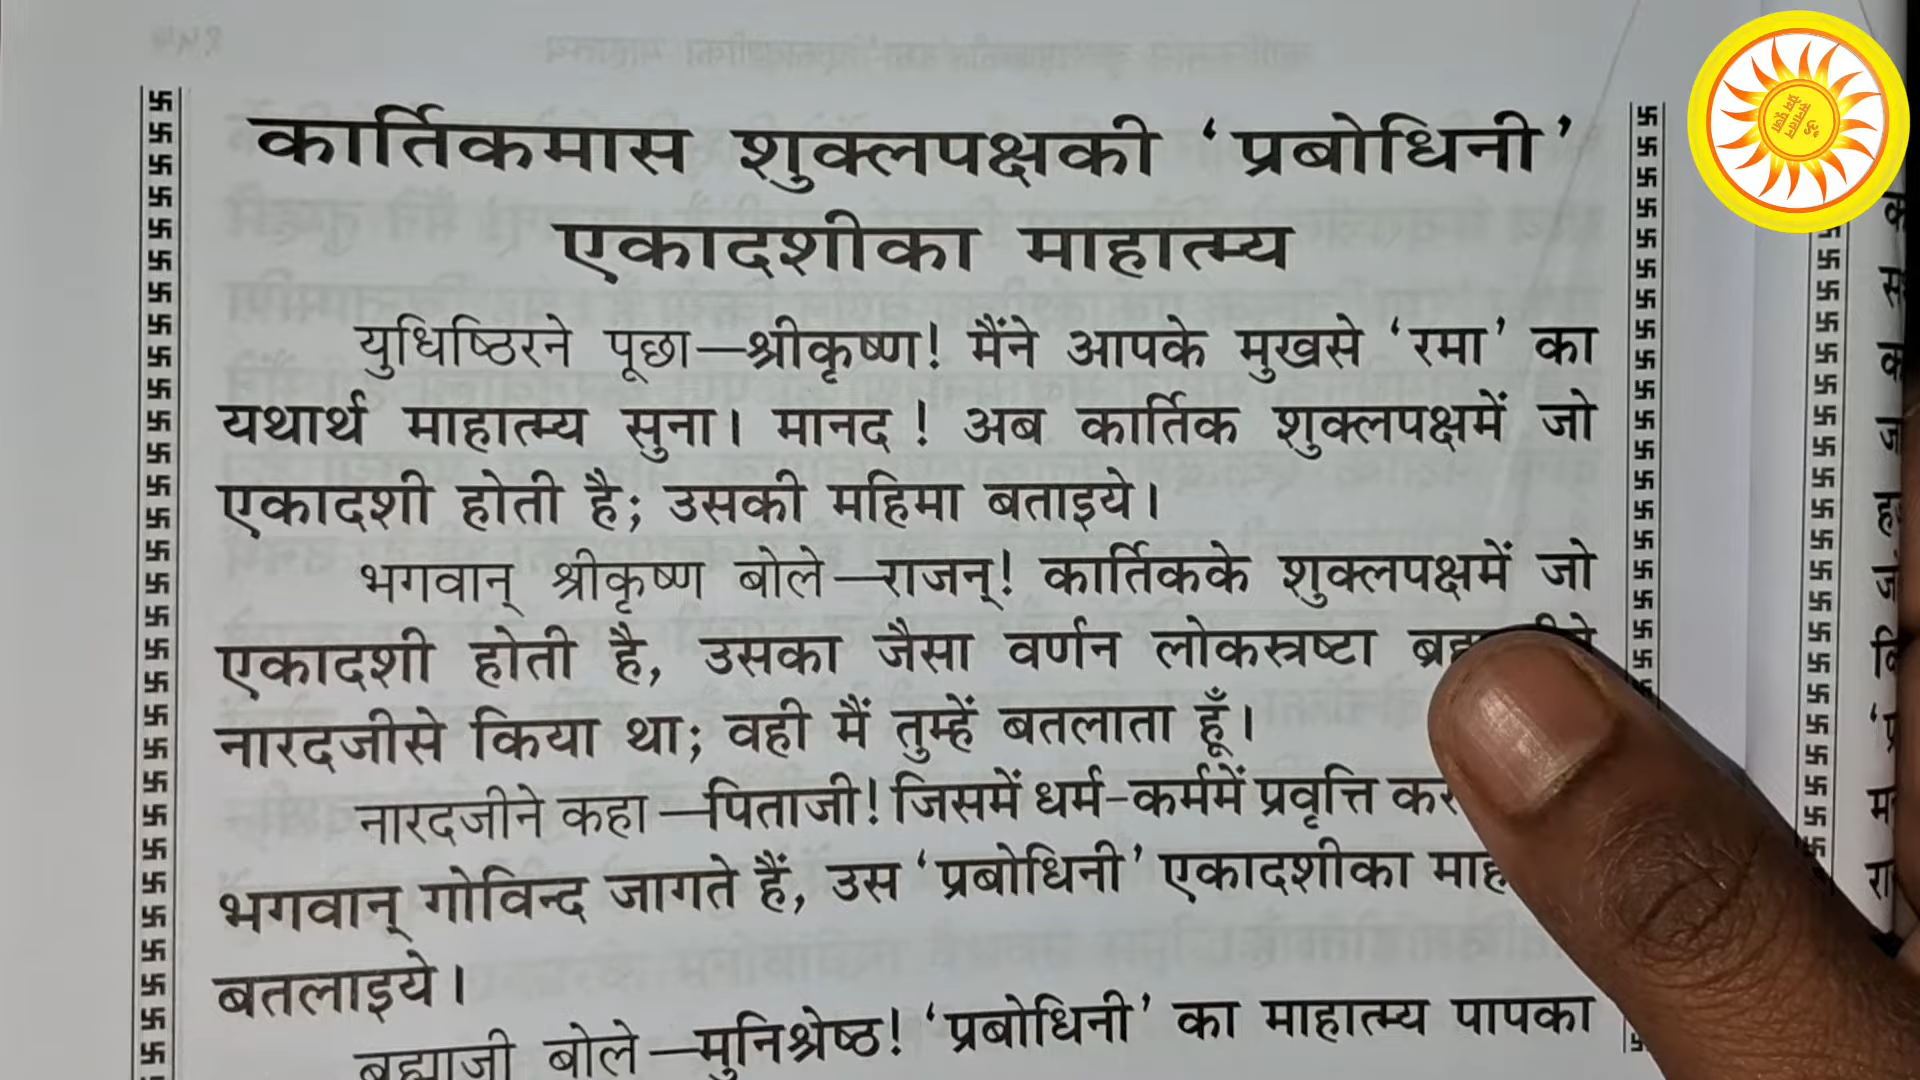 कार्तिकमास शुक्लपक्षकी ‘प्रबोधिनी’
एकादशीका माहात्म्य
युधिष्ठिरने पूछा—श्रीकृष्ण! मैंने आपके मुखसे ‘रमा’ का
यथार्थ माहात्म्य सुना। मानद! अब कार्तिक शुक्लपक्षमें जो
एकादशी होती है; उसकी महिमा बताइये।
भगवान् श्रीकृष्ण बोले—राजन्! कार्तिकके शुक्लपक्षमें जो
एकादशी होती है, उसका जैसा वर्णन लोकस्रष्टा
नारदजीसे किया था; वही मैं तुम्हें बतलाता हूँ।
नारदजीने कहा—पिताजी! जिसमें धर्म-कर्ममें प्रवृत्ति
भगवान् गोविन्द जागते हैं, उस ‘प्रबोधिनी’ एकादशीका
बतलाइये।
ब्रह्माजी बोले—मुनिश्रेष्ठ! ‘प्रबोधिनी’ का माहात्म्य पापका